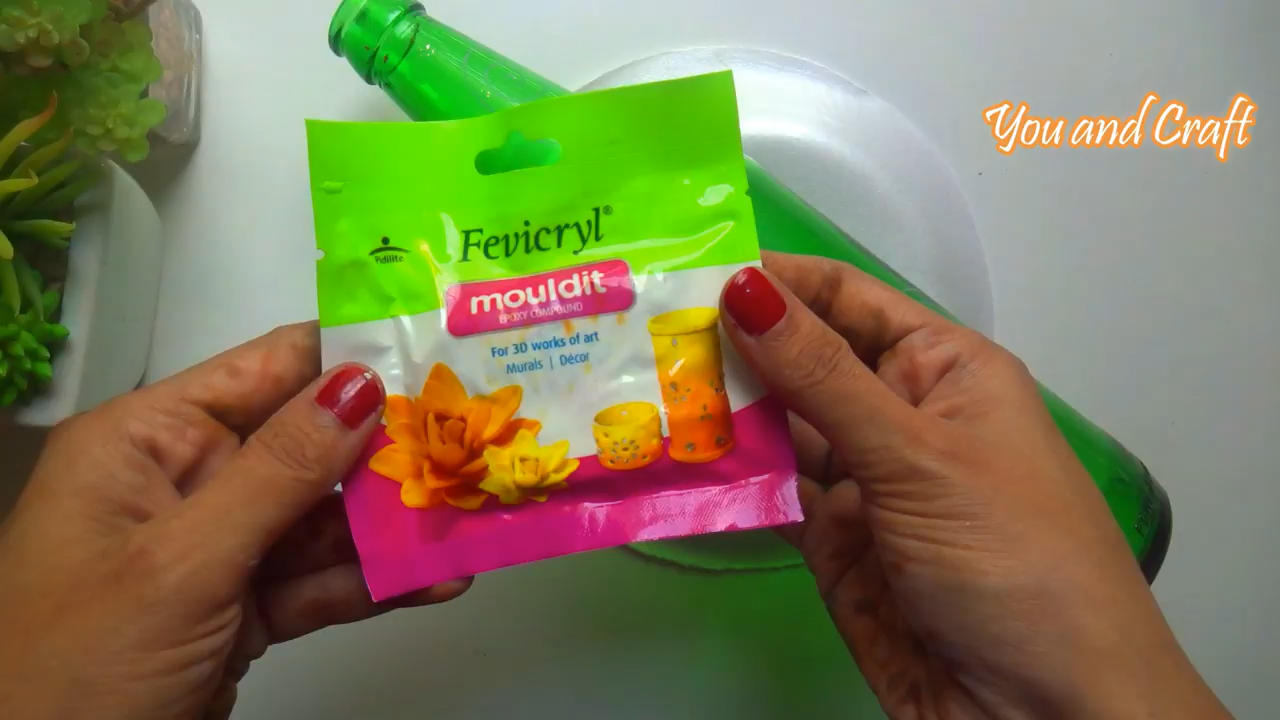 You and Craft
Fevicryl®
Pidilite
mouldit
EPOXY COMPOUND
For 3D works of art
Murals | Décor